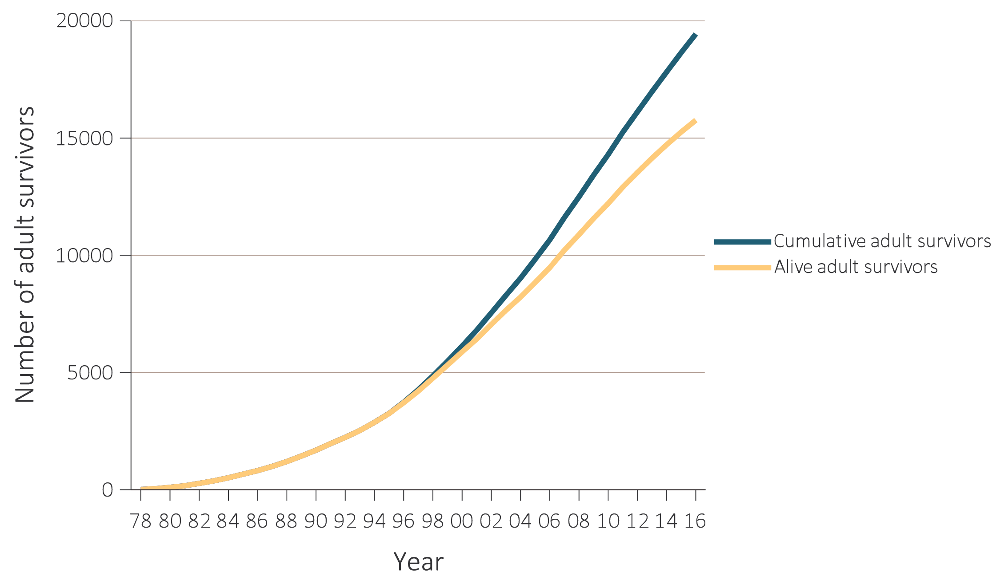 20000
15000
10000
5000
0
Number of adult survivors
78 80 82 84 86 88 90 92 94 96 98 00 02 04 06 08 10 12 14 16
Year
Cumulative adult survivors
Alive adult survivors